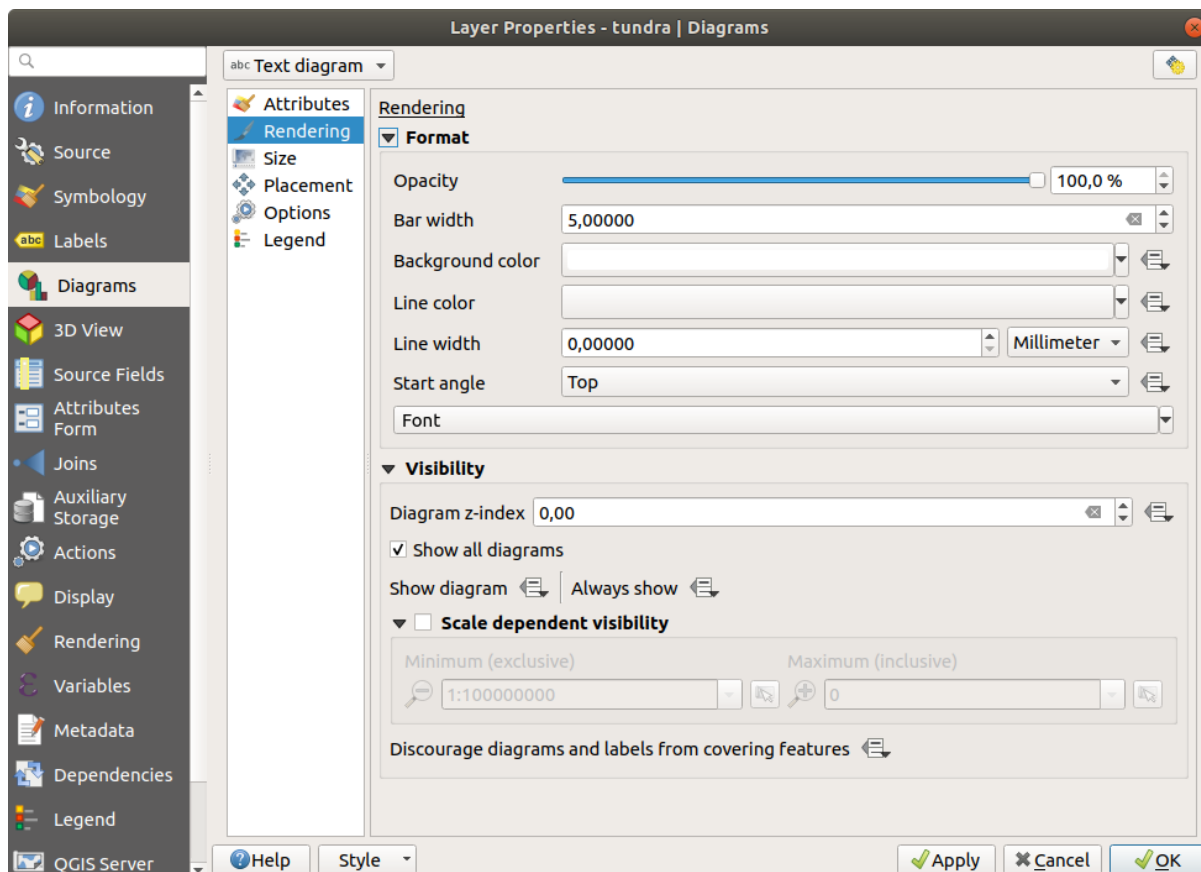 Layer Properties - tundra | Diagrams
abc Text diagram
Information
Source
Symbology
abc Labels
Diagrams
3D View
Source Fields
Attributes
Form
Joins
Auxiliary
Storage
Actions
Display
Rendering
Variables
Metadata
Dependencies
Legend
QGIS Server
Attributes
Rendering
Size
Placement
Options
Legend
Rendering
Format
Opacity 100,0 %
Bar width 5,00000
Background color
Line color
Line width 0,00000 Millimeter
Start angle Top
Font
Visibility
Diagram z-index 0,00
Show all diagrams
Show diagram Always show
Scale dependent visibility
Minimum (exclusive) Maximum (inclusive)
1:100000000 0
Discourage diagrams and labels from covering features
Help Style Apply Cancel OK